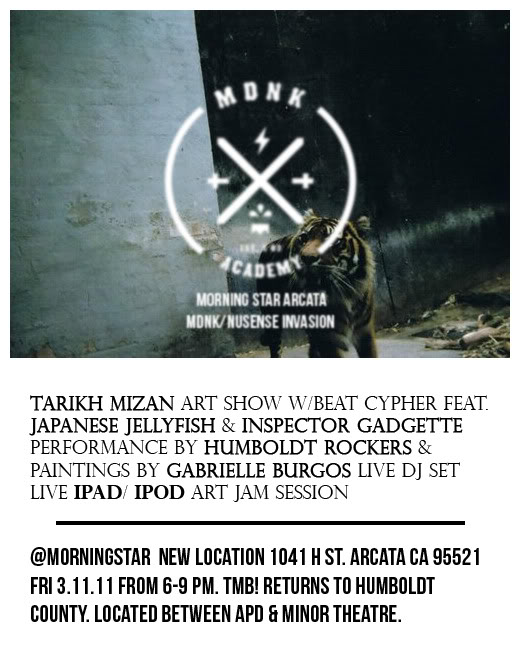 MDNK
ACADEMY
MORNING STAR ARCATA
MDNK/NUSENSE INVASION
TARIKH MIZAN ART SHOW W/BEAT CYPHER FEAT.
JAPANESE JELLYFISH & INSPECTOR GADGETTE
PERFORMANCE BY HUMBOLDT ROCKERS &
PAINTINGS BY GABRIELLE BURGOS LIVE DJ SET
LIVE IPAD/ IPOD ART JAM SESSION
@MORNINGSTAR NEW LOCATION 1041 H ST. ARCATA CA 95521
FRI 3.11.11 FROM 6-9 PM. TMB! RETURNS TO HUMBOLDT
COUNTY. LOCATED BETWEEN APD & MINOR THEATRE.